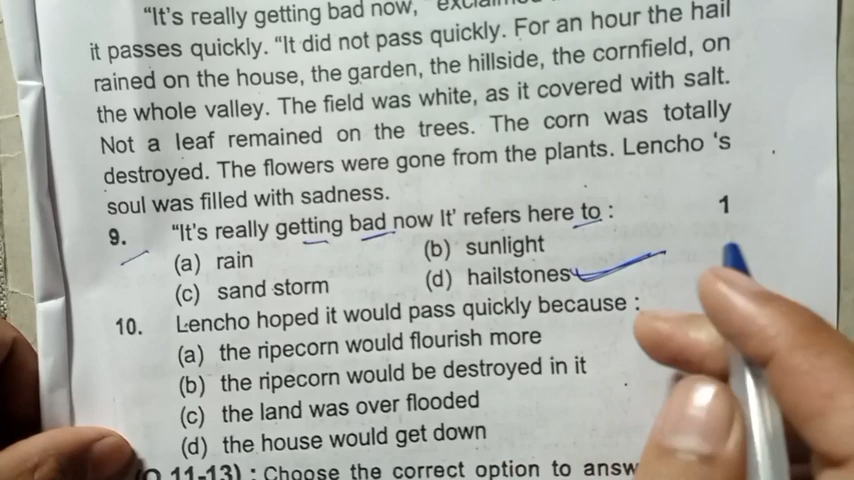 "It's really getting bad now,
it passes quickly. "It did not pass quickly. For an hour the hail
rained on the house, the garden, the hillside, the cornfield, on
the whole valley. The field was white, as it covered with salt.
Not a leaf remained on the trees. The corn was totally
destroyed. The flowers were gone from the plants. Lencho 's
soul was filled with sadness.
9. "It's really getting bad now It' refers here to : 1
(a) rain (b) sunlight
(c) sand storm (d) hailstones
10. Lencho hoped it would pass quickly because :
(a) the ripecorn would flourish more
(b) the ripecorn would be destroyed in it
(c) the land was over flooded
(d) the house would get down
11-13) : Choose the correct option to answ